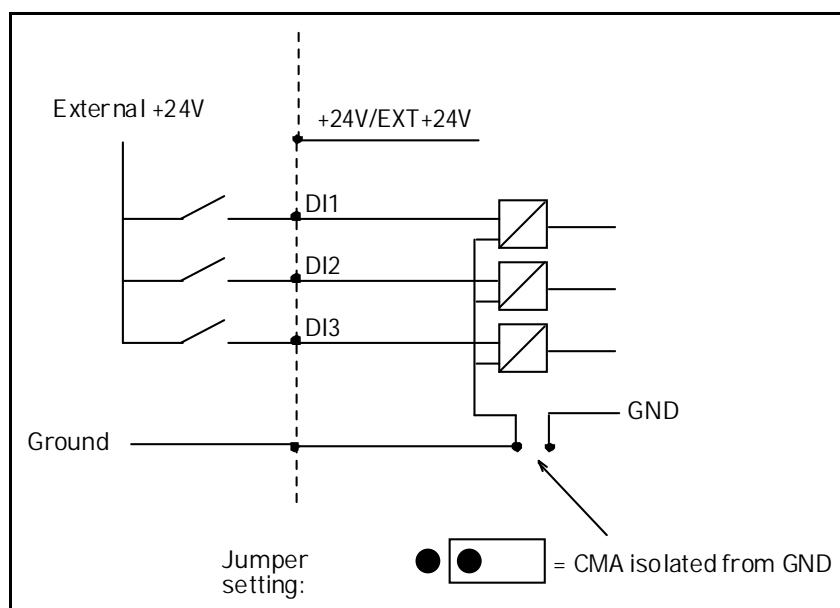 External +24V
+24V/EXT+24V
DI1
DI2
DI3
GND
Ground
Jumper
setting:
= CMA isolated from GND